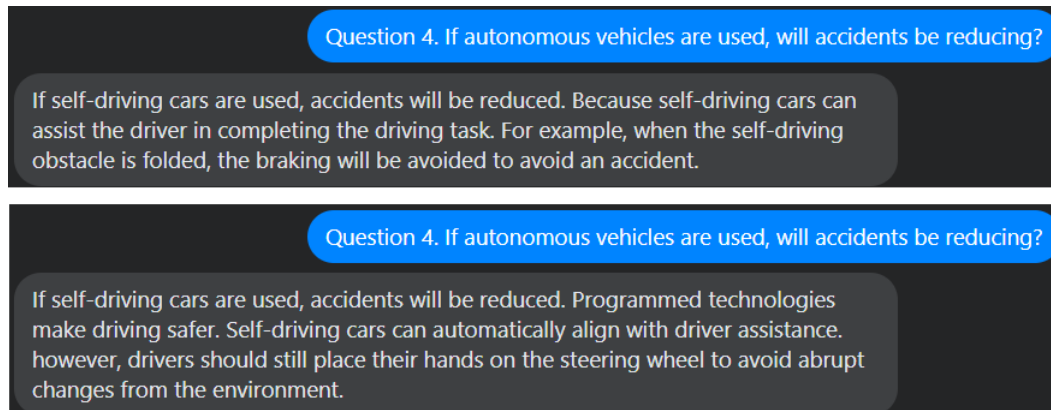 Question 4. If autonomous vehicles are used, will accidents be reducing?
If self-driving cars are used, accidents will be reduced. Because self-driving cars can
assist the driver in completing the driving task. For example, when the self-driving
obstacle is folded, the braking will be avoided to avoid an accident.
Question 4. If autonomous vehicles are used, will accidents be reducing?
If self-driving cars are used, accidents will be reduced. Programmed technologies
make driving safer. Self-driving cars can automatically align with driver assistance.
however, drivers should still place their hands on the steering wheel to avoid abrupt
changes from the environment.